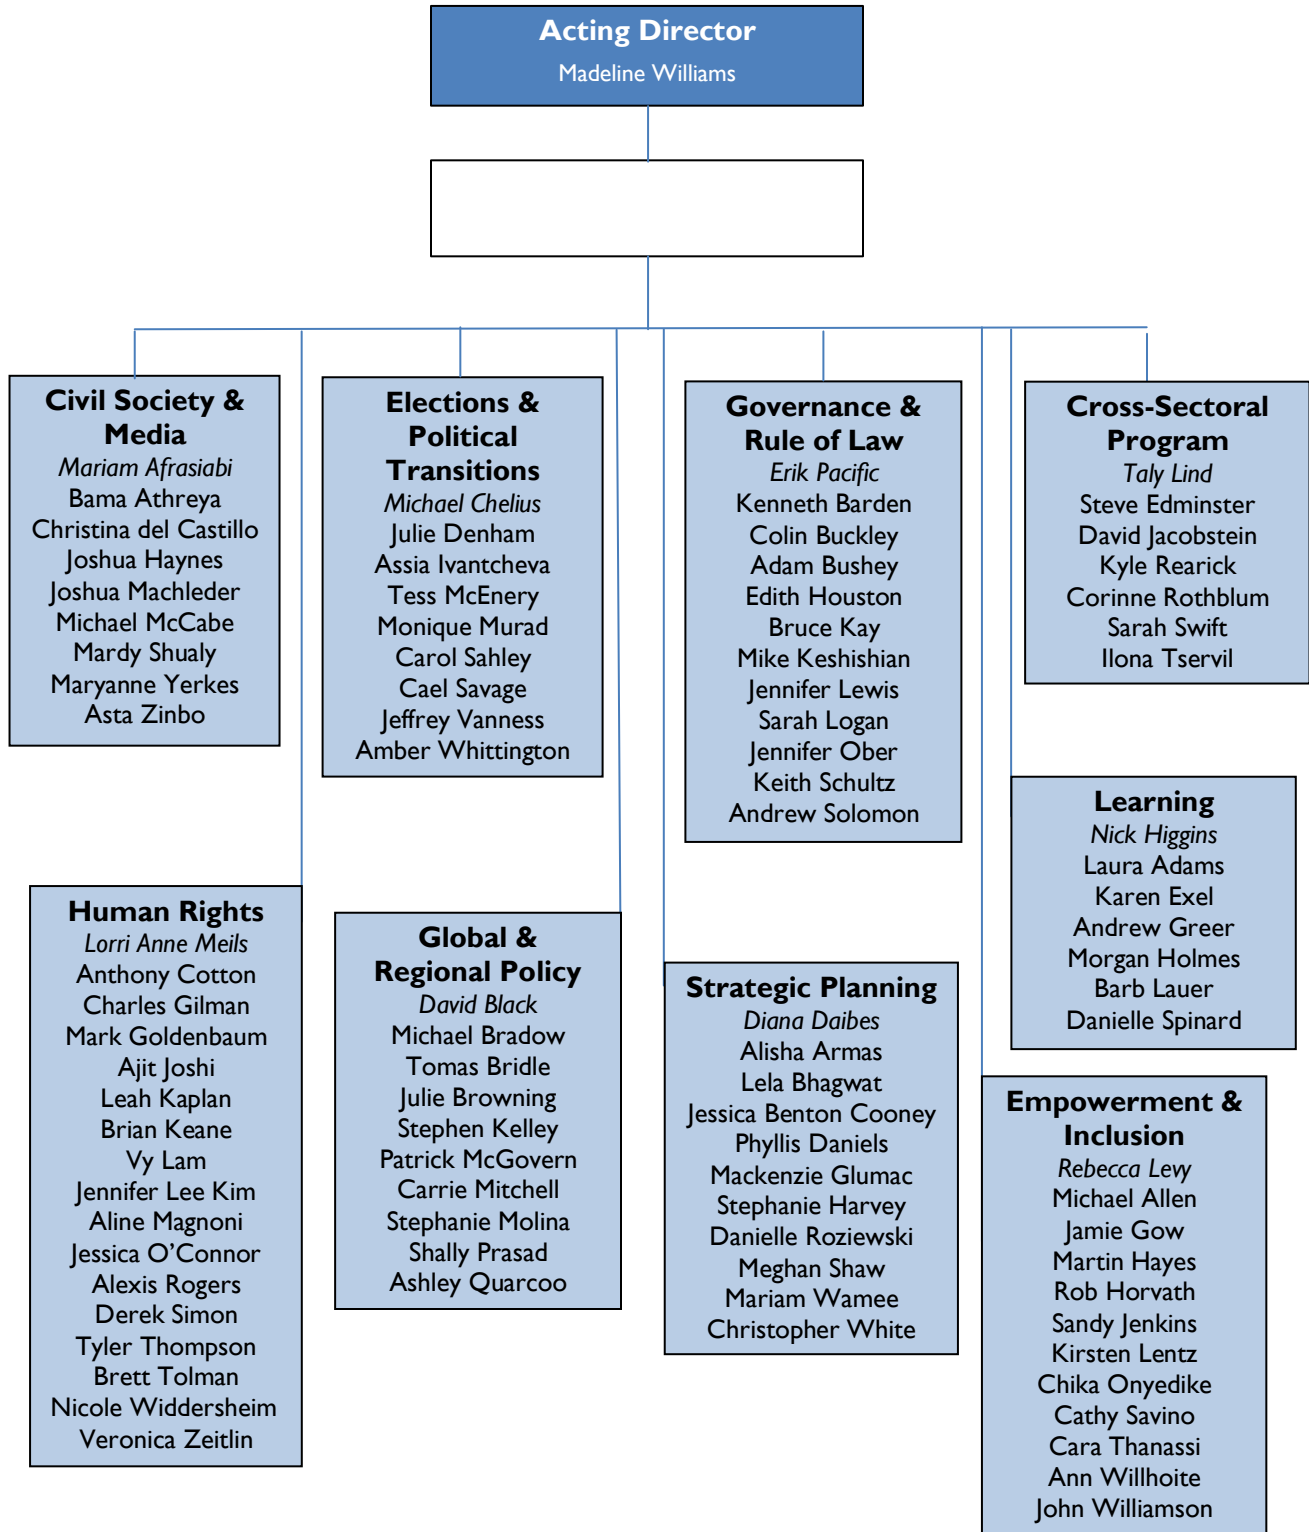 Acting Director
Madeline Williams
Civil Society &
Media
Mariam Afrasiabi
Bama Athreya
Christina del Castillo
Joshua Haynes
Joshua Machleder
Michael McCabe
Mardy Shualy
Maryanne Yerkes
Asta Zinbo
Elections &
Political
Transitions
Michael Chelius
Julie Denham
Assia Ivantcheva
Tess McEnery
Monique Murad
Carol Sahley
Cael Savage
Jeffrey Vanness
Amber Whittington
Governance &
Rule of Law
Erik Pacific
Kenneth Barden
Colin Buckley
Adam Bushey
Edith Houston
Bruce Kay
Mike Keshishian
Jennifer Lewis
Sarah Logan
Jennifer Ober
Keith Schultz
Andrew Solomon
Cross-Sectoral
Program
Taly Lind
Steve Edminster
David Jacobstein
Kyle Rearick
Corinne Rothblum
Sarah Swift
Ilona Tservil
Human Rights
Lorri Anne Meils
Anthony Cotton
Charles Gilman
Mark Goldenbaum
Ajit Joshi
Leah Kaplan
Brian Keane
Vy Lam
Jennifer Lee Kim
Aline Magnoni
Jessica O’Connor
Alexis Rogers
Derek Simon
Tyler Thompson
Brett Tolman
Nicole Widdersheim
Veronica Zeitlin
Global &
Regional Policy
David Black
Michael Bradow
Tomas Bridle
Julie Browning
Stephen Kelley
Patrick McGovern
Carrie Mitchell
Stephanie Molina
Shally Prasad
Ashley Quarcoo
Strategic Planning
Diana Daibes
Alisha Armas
Lela Bhagwat
Jessica Benton Cooney
Phyllis Daniels
Mackenzie Glumac
Stephanie Harvey
Danielle Roziewski
Meghan Shaw
Mariam Wamee
Christopher White
Learning
Nick Higgins
Laura Adams
Karen Exel
Andrew Greer
Morgan Holmes
Barb Lauer
Danielle Spinard
Empowerment &
Inclusion
Rebecca Levy
Michael Allen
Jamie Gow
Martin Hayes
Rob Horvath
Sandy Jenkins
Kirsten Lentz
Chika Onyedike
Cathy Savino
Cara Thanassi
Ann Willhoite
John Williamson